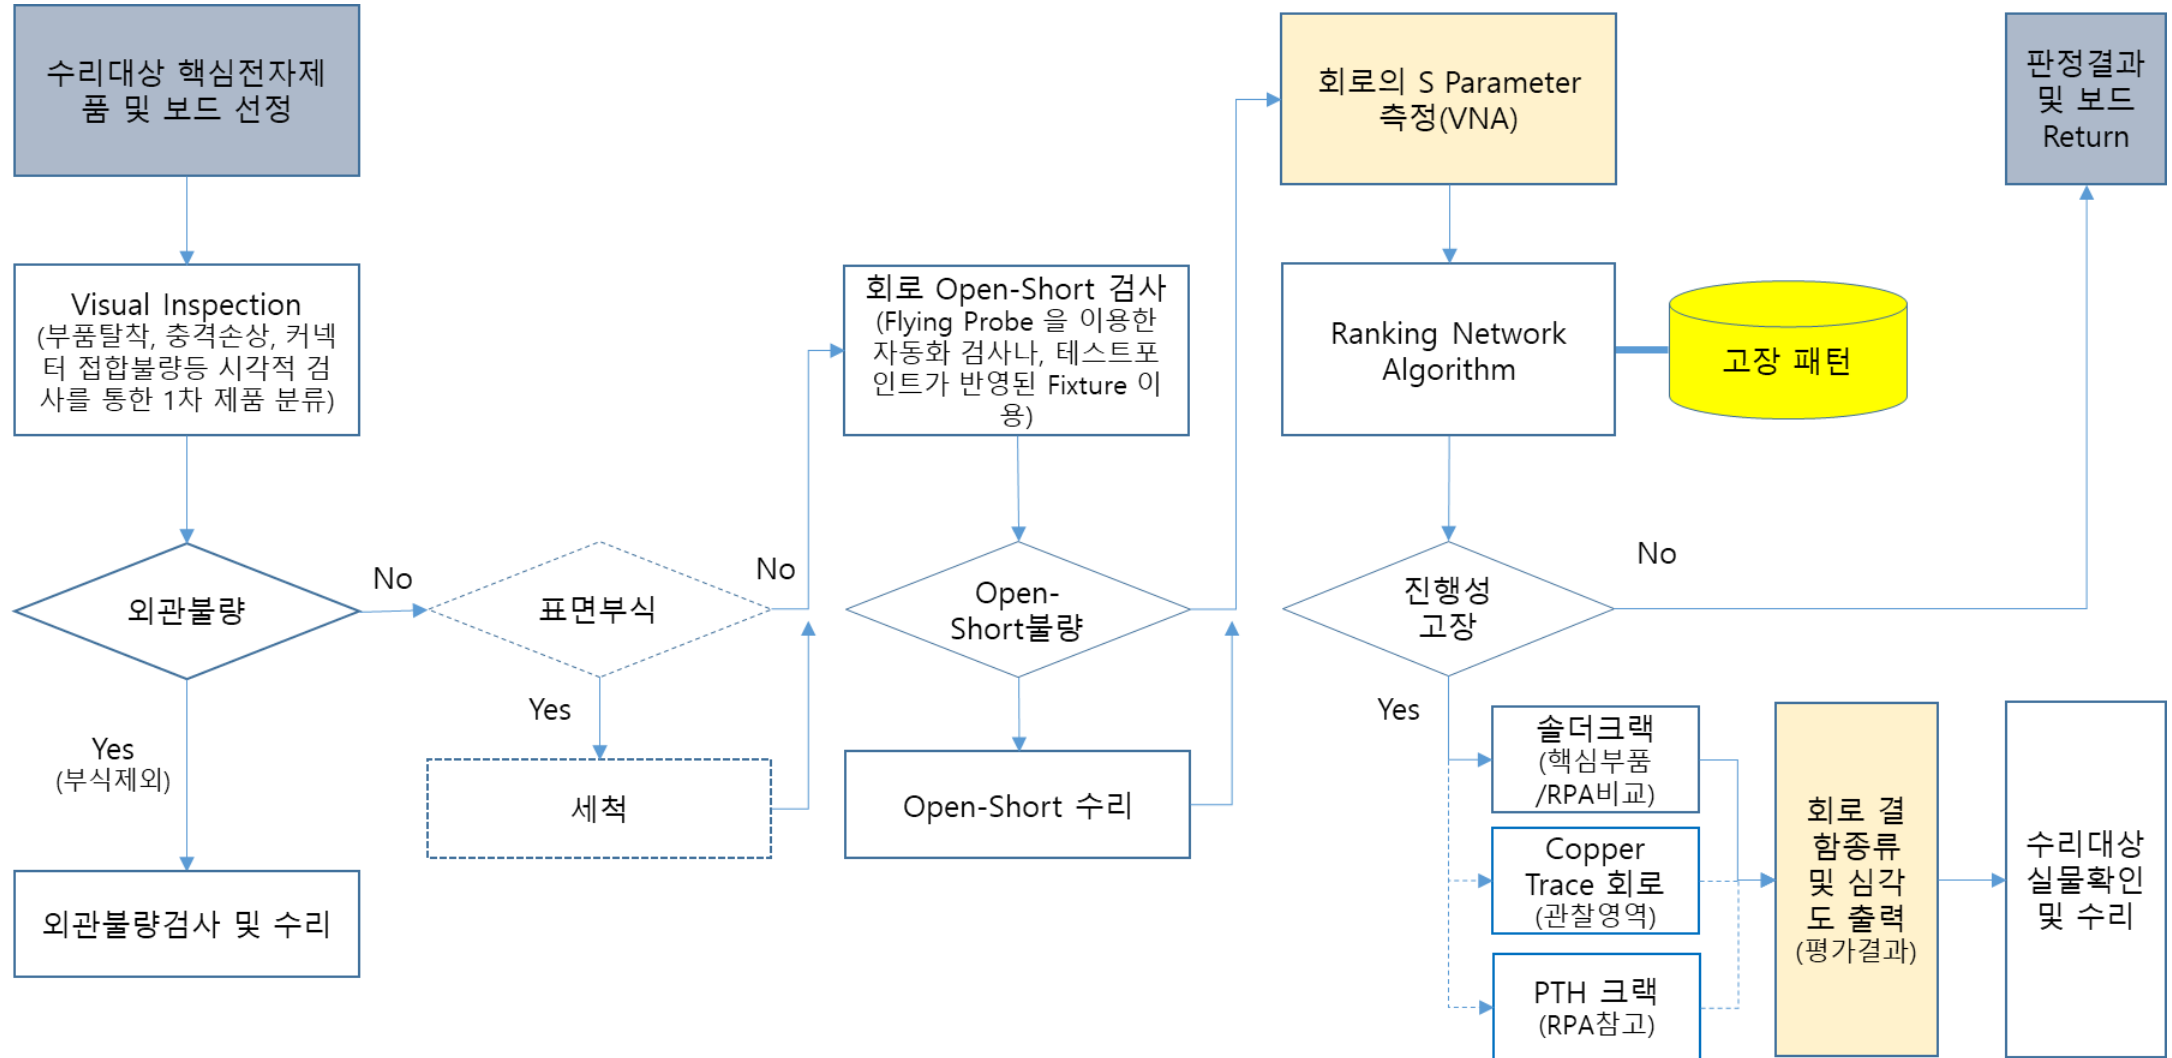 수리대상 핵심전자제
품 및 보드 선정
Visual Inspection
(부품탈착, 충격손상, 커넥
터 접합불량등 시각적 검
사를 통한 1차 제품 분류)
외관불량
No
Yes
(부식제외)
외관불량검사 및 수리
표면부식
No
Yes
세척
회로 Open-Short 검사
(Flying Probe 을 이용한
자동화 검사나, 테스트포
인트가 반영된 Fixture 이
용)
Open-
Short불량
Open-Short 수리
회로의 S Parameter
측정(VNA)
Ranking Network
Algorithm
고장 패턴
진행성
고장
No
Yes
솔더크랙
(핵심부품
/RPA비교)
Copper
Trace 회로
(관찰영역)
PTH 크랙
(RPA참고)
회로 결
함종류
및 심각
도 출력
(평가결과)
수리대상
실물확인
및 수리
판정결과
및 보드
Return